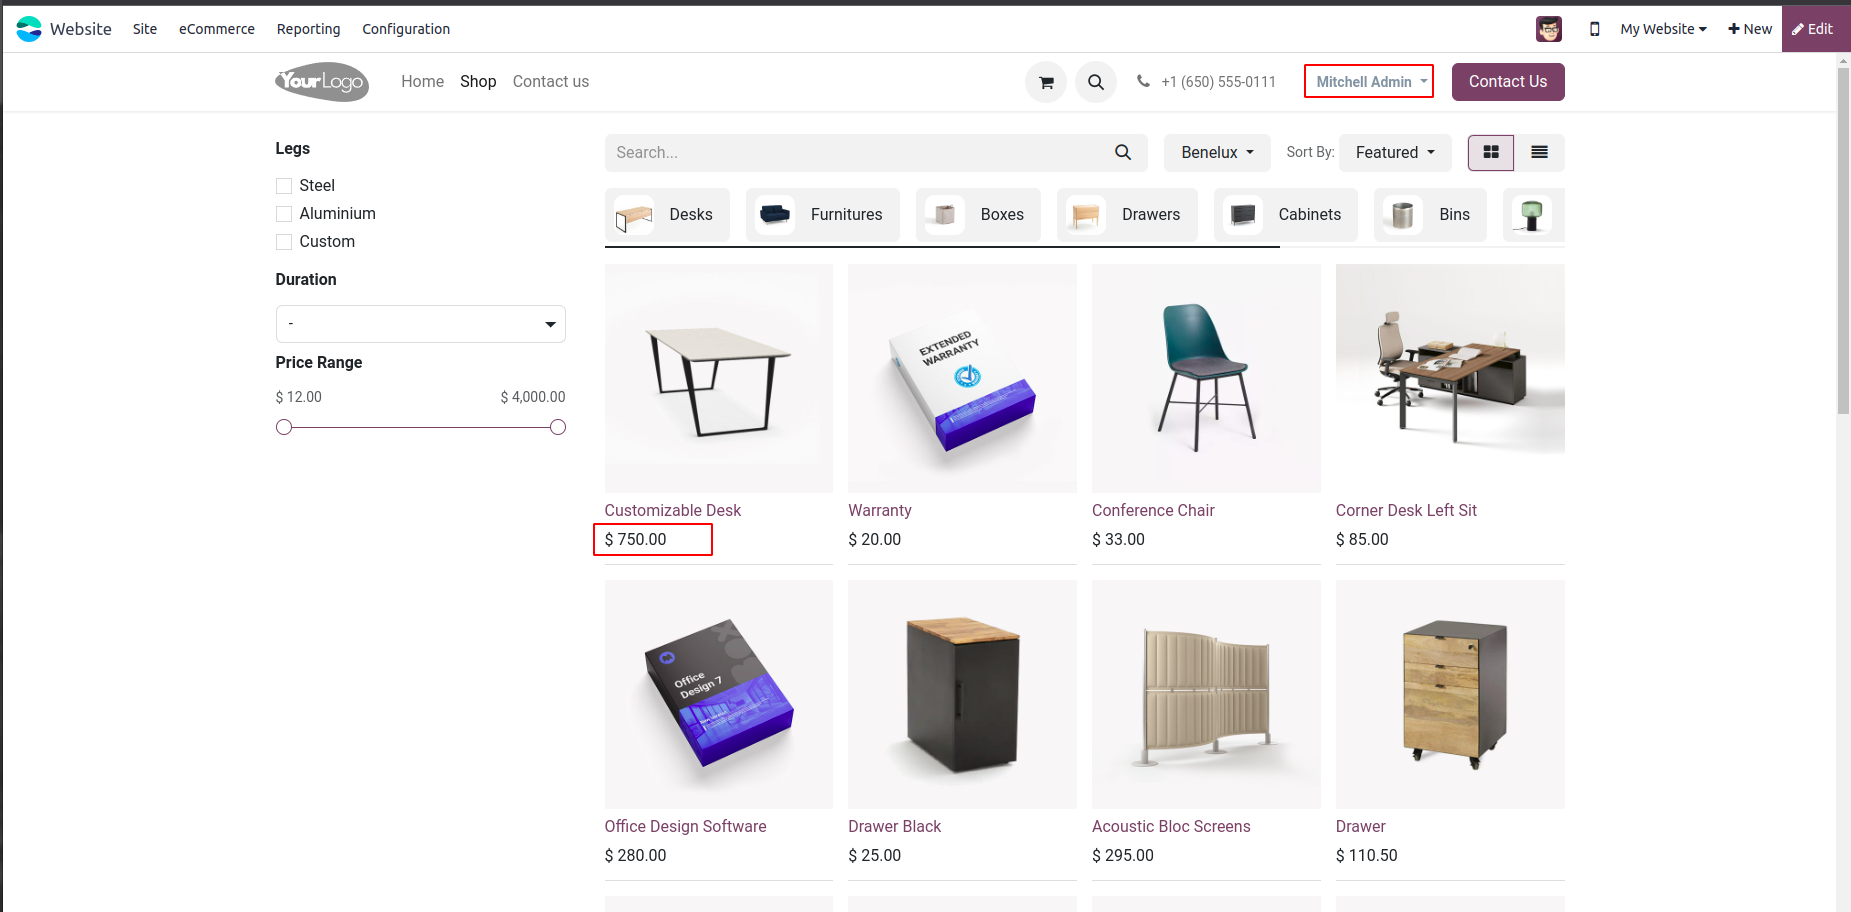 Website Site eCommerce Reporting Configuration My Website + New Edit
YourLogo Home Shop Contact us +1 (650) 555-0111 Mitchell Admin Contact Us
Legs
Steel
Aluminium
Custom
Duration
-
Price Range
$ 12.00 $ 4,000.00
Search... Benelux Sort By: Featured
Desks Furnitures Boxes Drawers Cabinets Bins
EXTENDED
WARRANTY
Customizable Desk Warranty Conference Chair Corner Desk Left Sit
$ 750.00 $ 20.00 $ 33.00 $ 85.00
Office
Design 7
Office Design Software Drawer Black Acoustic Bloc Screens Drawer
$ 280.00 $ 25.00 $ 295.00 $ 110.50